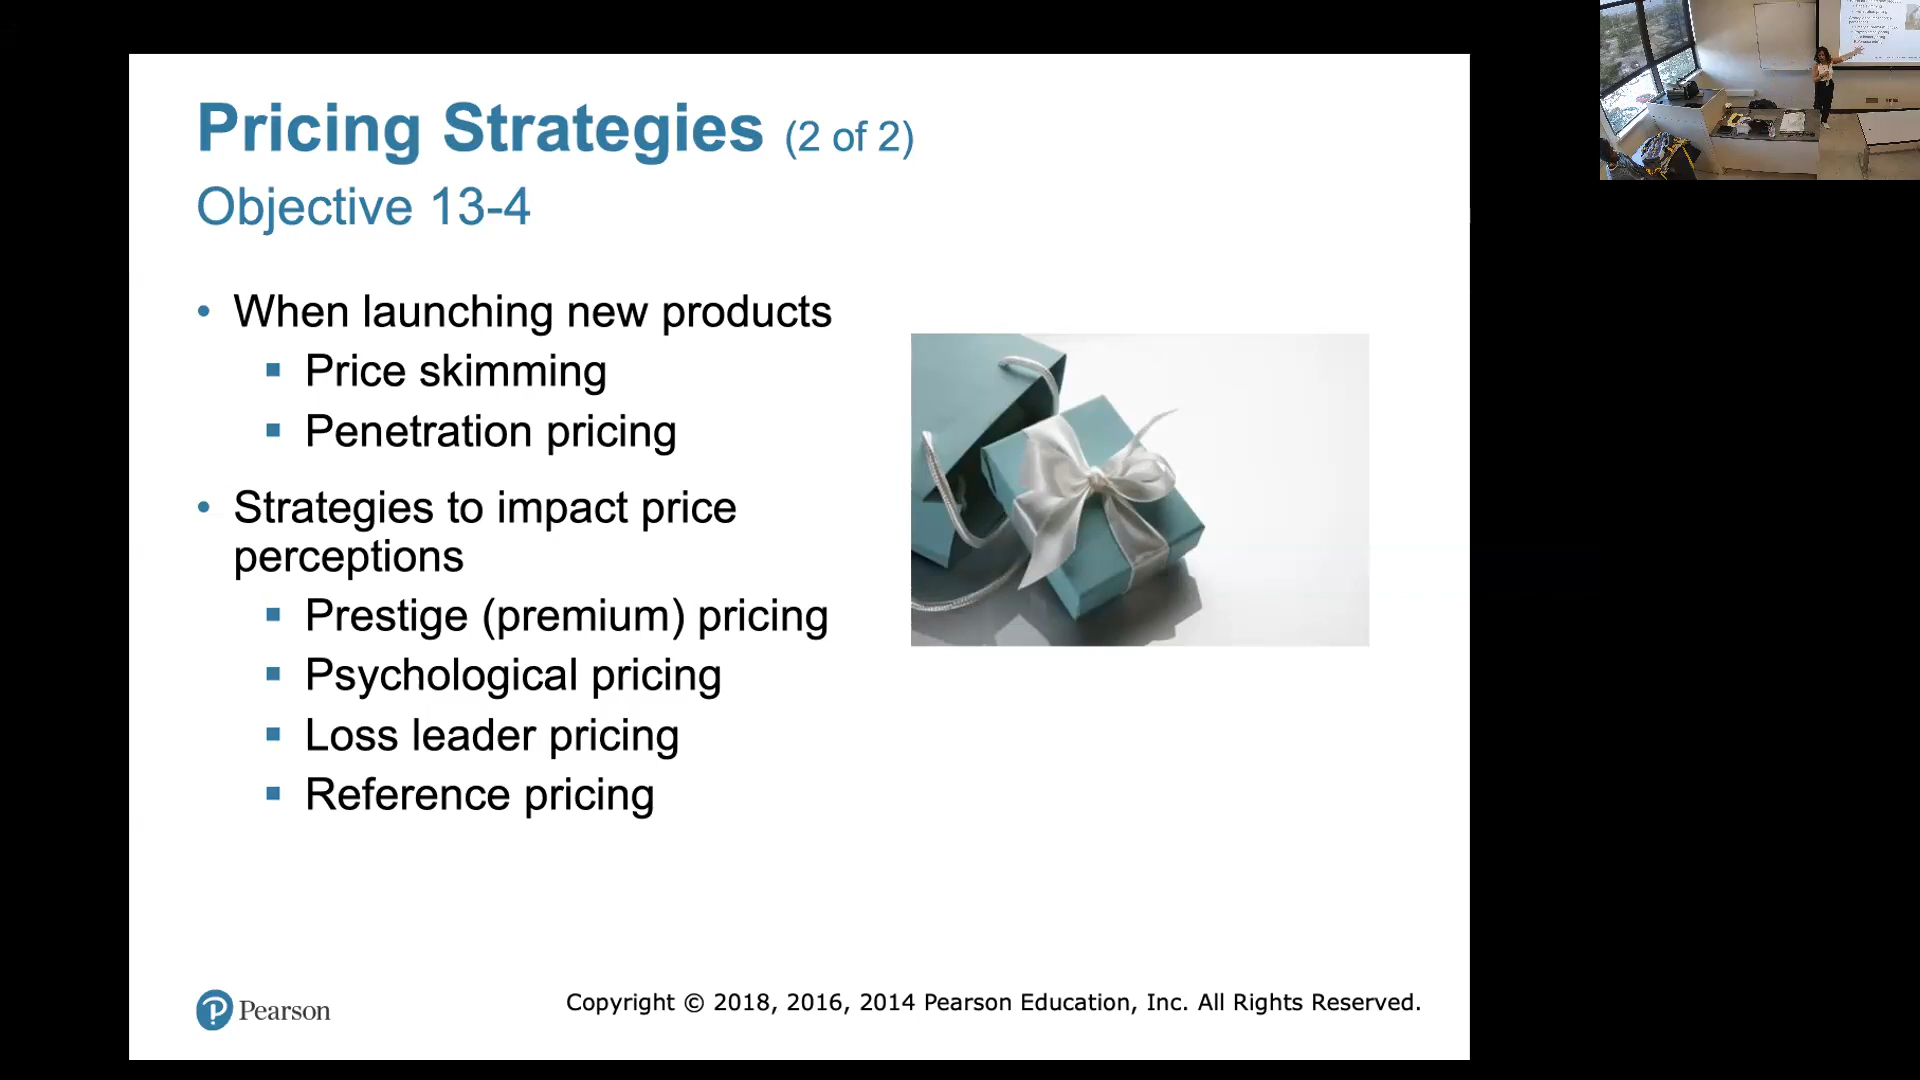 Pricing Strategies (2 of 2)
Objective 13-4
• When launching new products
▪ Price skimming
▪ Penetration pricing
• Strategies to impact price
perceptions
▪ Prestige (premium) pricing
▪ Psychological pricing
▪ Loss leader pricing
▪ Reference pricing
Pearson
Copyright © 2018, 2016, 2014 Pearson Education, Inc. All Rights Reserved.